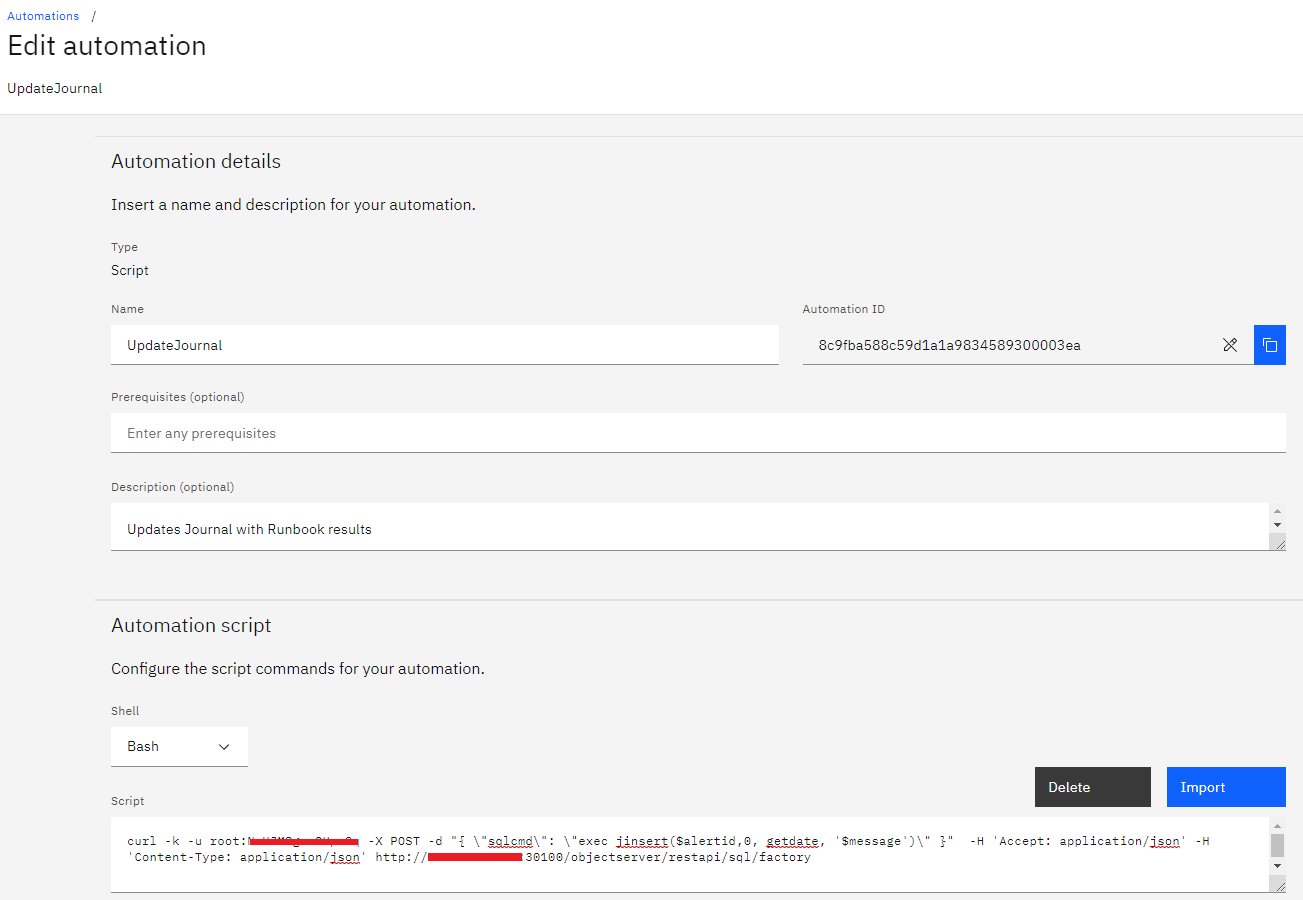 Automations /
Edit automation
UpdateJournal
Automation details
Insert a name and description for your automation.
Type
Script
Name
Automation ID
UpdateJournal
8c9fba588c59d1a1a9834589300003ea
Prerequisites (optional)
Enter any prerequisites
Description (optional)
Updates Journal with Runbook results
Automation script
Configure the script commands for your automation.
Shell
Bash
Delete
Import
Script
curl -k -u root: -X POST -d "{ \"sqlcmd\": \"exec jinsert($alertid,0, getdate, '$message')\" }"  -H 'Accept: application/json' -H
'Content-Type: application/json' http:// 30100/objectserver/restapi/sql/factory